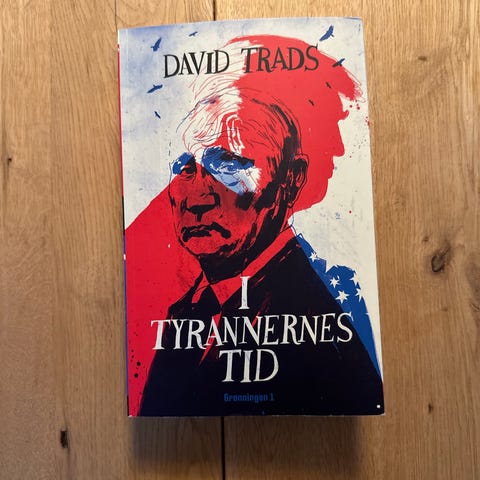 DAVID TRADS
I
TYRANNERNES
TID
Grønningen 1